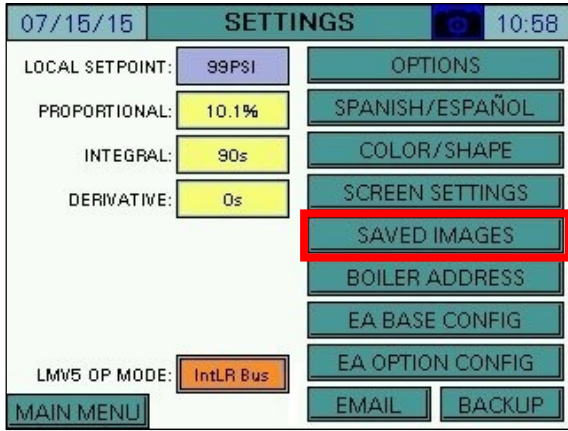 07/15/15 SETTINGS 10:58
LOCAL SETPOINT: 99PSI
PROPORTIONAL: 10.1%
INTEGRAL: 90s
DERIVATIVE: 0s
LMV5 OP MODE: IntLR Bus
MAIN MENU
OPTIONS
SPANISH/ESPAÑOL
COLOR/SHAPE
SCREEN SETTINGS
SAVED IMAGES
BOILER ADDRESS
EA BASE CONFIG
EA OPTION CONFIG
EMAIL BACKUP